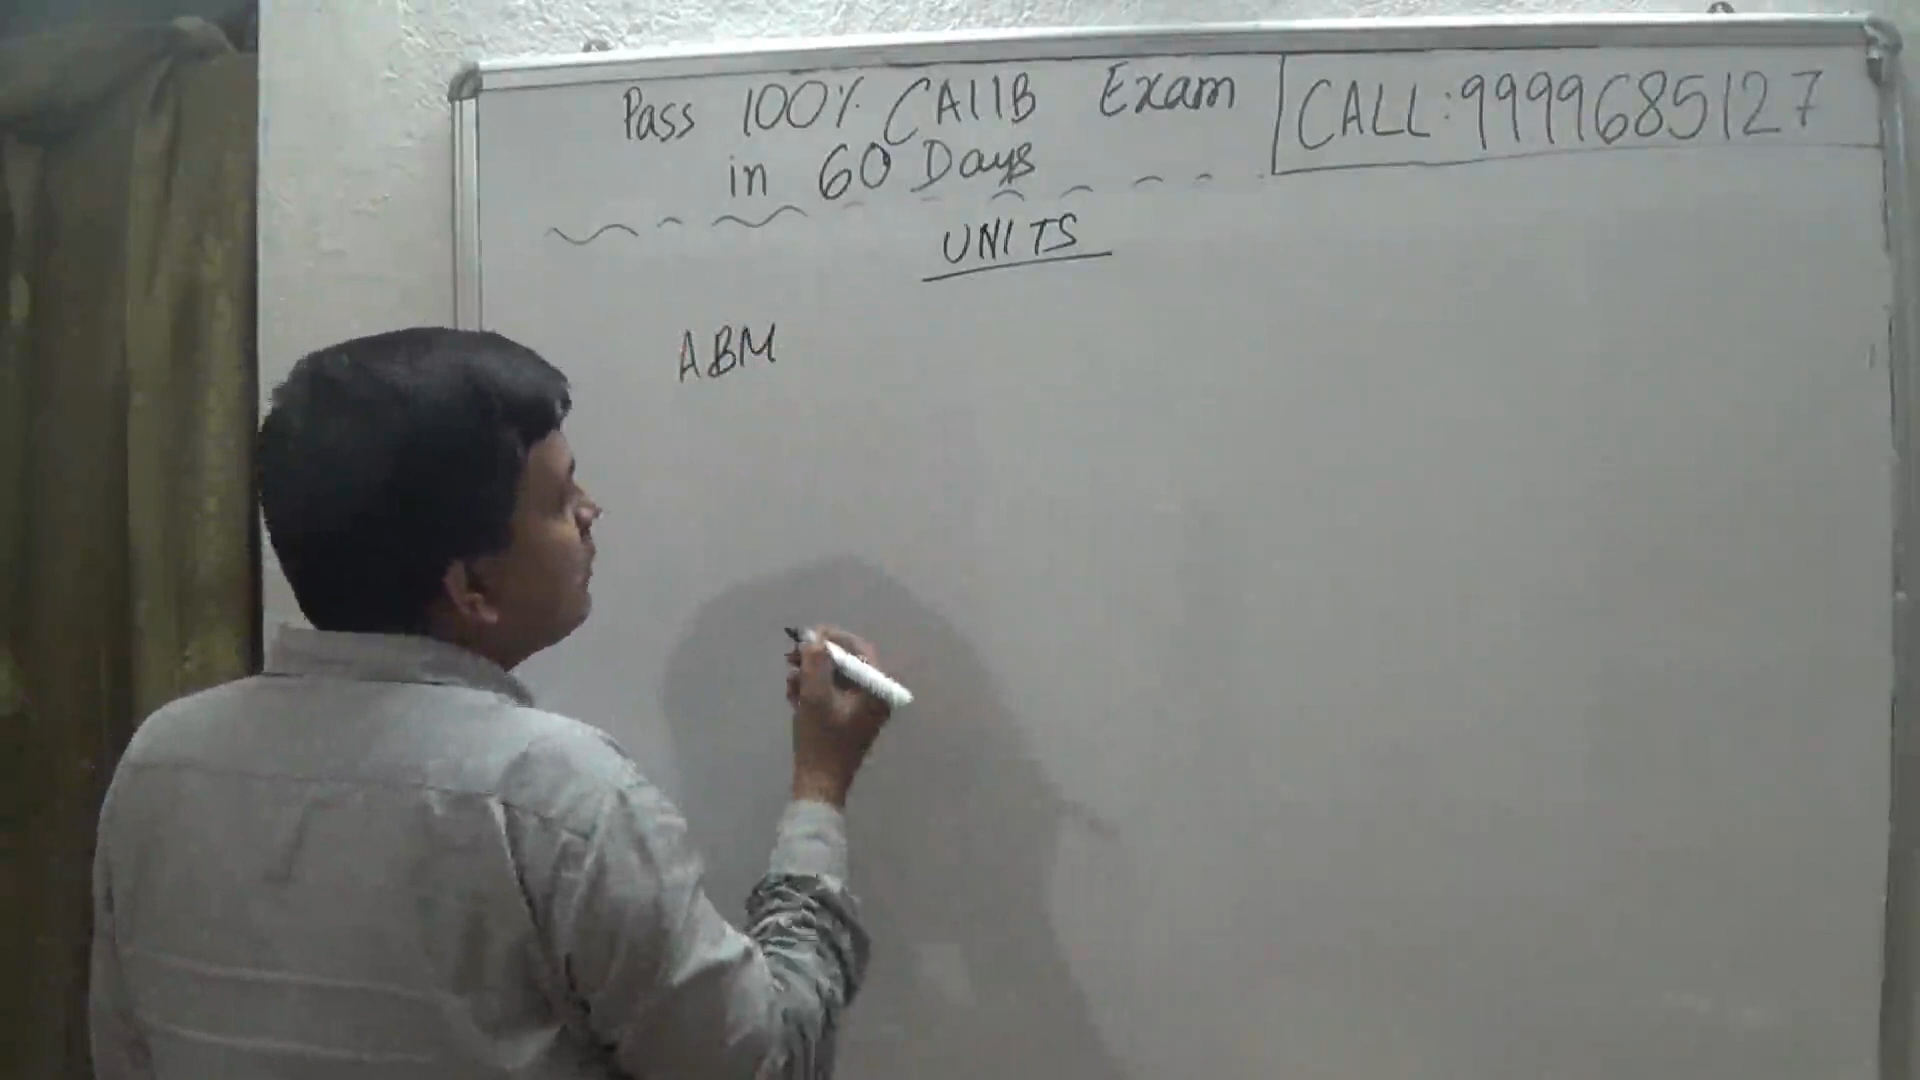 Pass 100% CAIIB Exam
in 60 Days
CALL: 9999685127
UNITS
ABM